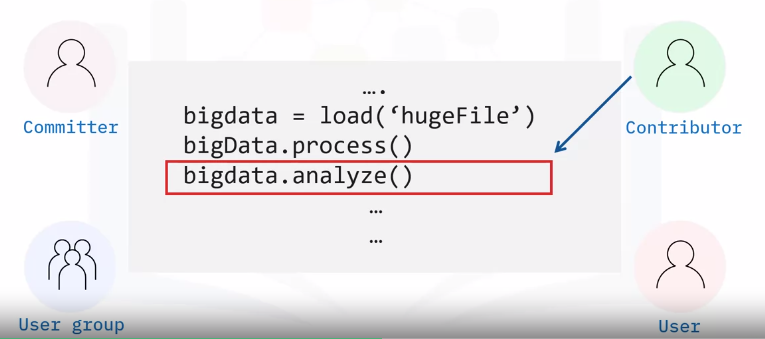 ….
bigdata = load(‘hugeFile’)
bigData.process()
bigdata.analyze()
…
…
Committer
Contributor
User group
User